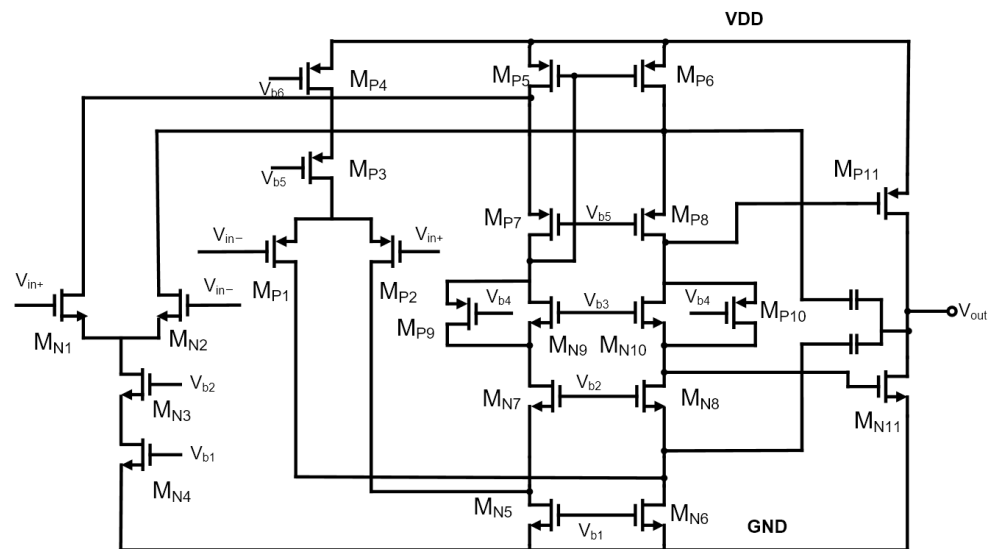 VDD
M_P4
V_b6
M_P5
M_P6
M_P3
V_b5
M_P11
M_P7
V_b5
M_P8
V_in−
V_in+
M_P1
M_P2
V_in+
V_in−
V_b4
V_b3
V_b4
M_P9
M_P10
V_out
M_N1
M_N2
M_N9
M_N10
V_b2
M_N3
M_N7
V_b2
M_N8
M_N11
V_b1
M_N4
M_N5
M_N6
V_b1
GND